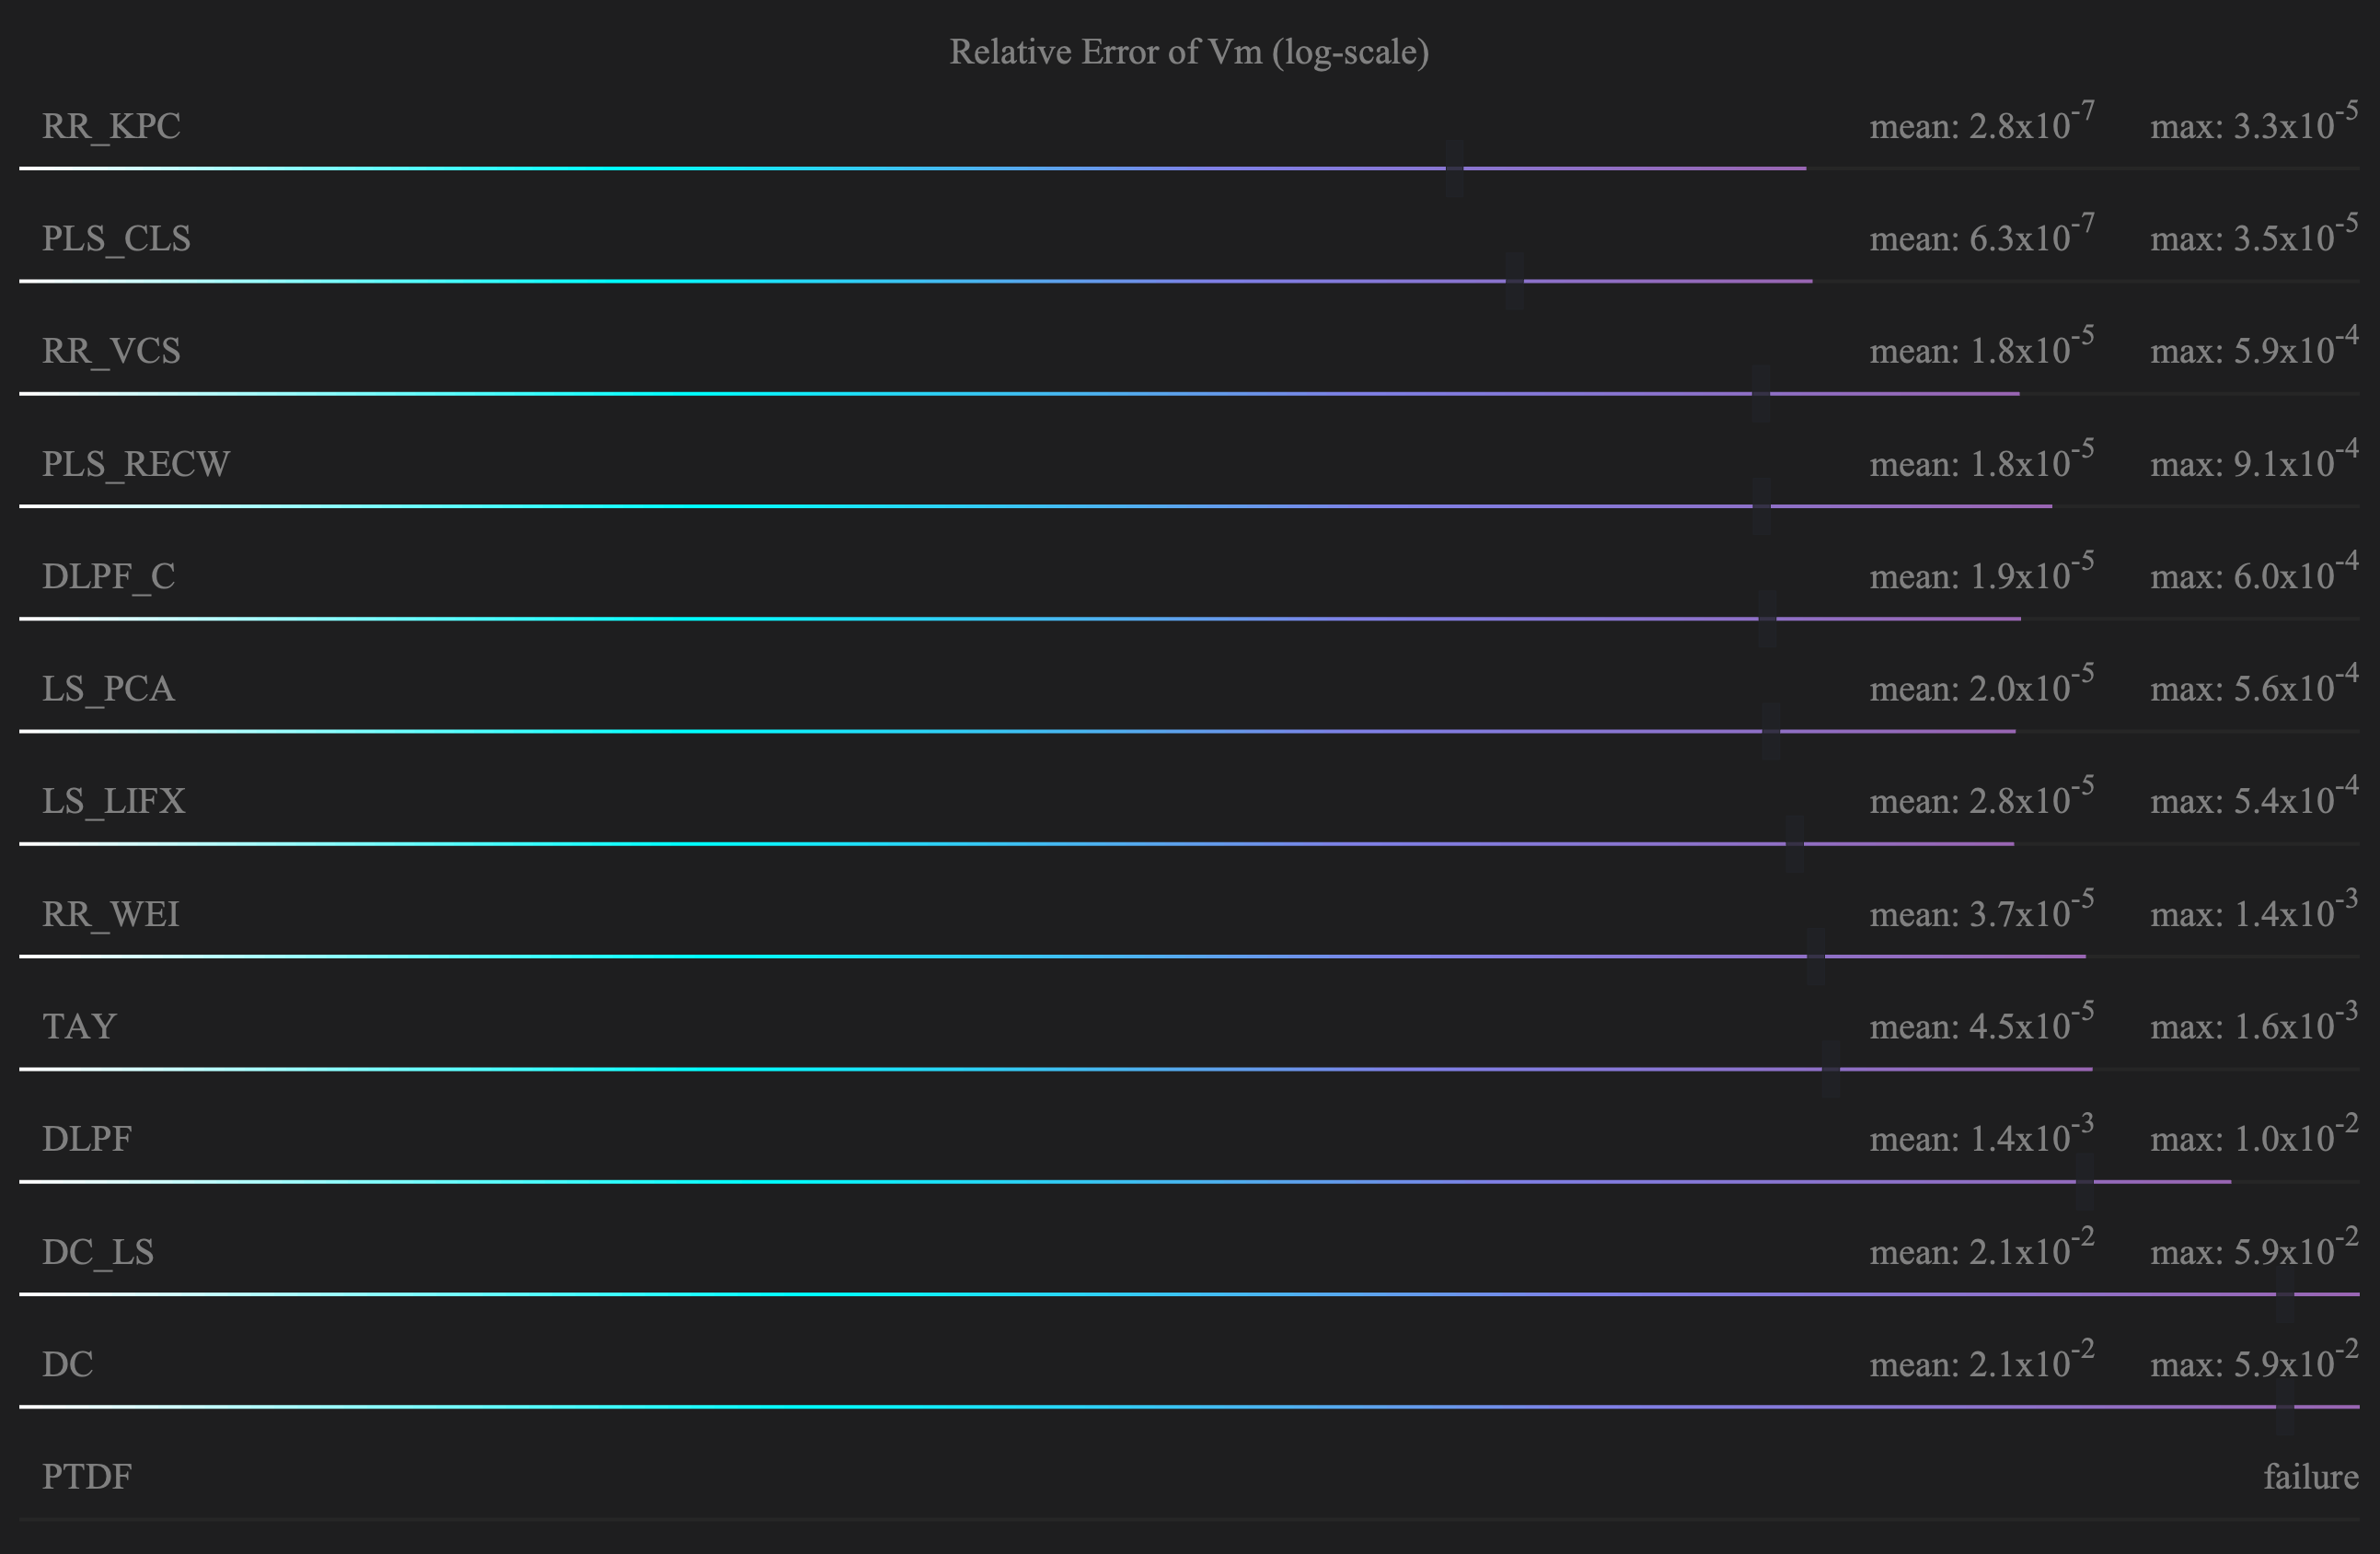 Relative Error of Vm (log-scale)
RR_KPC mean: 2.8x10⁻⁷ max: 3.3x10⁻⁵
PLS_CLS mean: 6.3x10⁻⁷ max: 3.5x10⁻⁵
RR_VCS mean: 1.8x10⁻⁵ max: 5.9x10⁻⁴
PLS_RECW mean: 1.8x10⁻⁵ max: 9.1x10⁻⁴
DLPF_C mean: 1.9x10⁻⁵ max: 6.0x10⁻⁴
LS_PCA mean: 2.0x10⁻⁵ max: 5.6x10⁻⁴
LS_LIFX mean: 2.8x10⁻⁵ max: 5.4x10⁻⁴
RR_WEI mean: 3.7x10⁻⁵ max: 1.4x10⁻³
TAY mean: 4.5x10⁻⁵ max: 1.6x10⁻³
DLPF mean: 1.4x10⁻³ max: 1.0x10⁻²
DC_LS mean: 2.1x10⁻² max: 5.9x10⁻²
DC mean: 2.1x10⁻² max: 5.9x10⁻²
PTDF failure